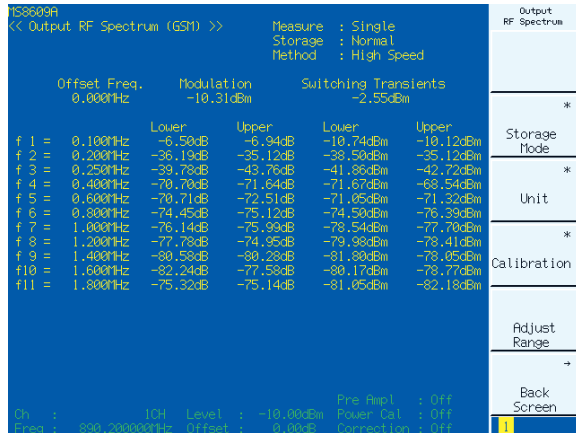 MS8609A
<< Output RF Spectrum (GSM) >> Measure : Single
Storage : Normal
Method : High Speed
Offset Freq. Modulation Switching Transients
0.000MHz -10.31dBm -2.55dBm
Lower Upper Lower Upper
f 1 = 0.100MHz -6.50dB -6.94dB -10.74dBm -10.12dBm
f 2 = 0.200MHz -36.19dB -35.12dB -38.50dBm -35.12dBm
f 3 = 0.250MHz -39.78dB -43.76dB -41.86dBm -42.72dBm
f 4 = 0.400MHz -70.70dB -71.64dB -71.67dBm -68.54dBm
f 5 = 0.600MHz -70.71dB -72.51dB -71.05dBm -71.32dBm
f 6 = 0.800MHz -74.45dB -75.12dB -74.50dBm -76.39dBm
f 7 = 1.000MHz -76.14dB -75.99dB -78.54dBm -77.70dBm
f 8 = 1.200MHz -77.78dB -74.95dB -79.98dBm -78.41dBm
f 9 = 1.400MHz -80.58dB -80.28dB -81.80dBm -78.05dBm
f10 = 1.600MHz -82.24dB -77.58dB -80.17dBm -78.77dBm
f11 = 1.800MHz -75.32dB -75.14dB -81.05dBm -82.18dBm
Pre Ampl : Off
Ch : 1CH Level : -10.00dBm Power Cal : Off
Freq : 890.200000MHz Offset : 0.00dB Correction : Off
Output
RF Spectrum
*
Storage
Mode
*
Unit
*
Calibration
Adjust
Range
→
Back
Screen
1